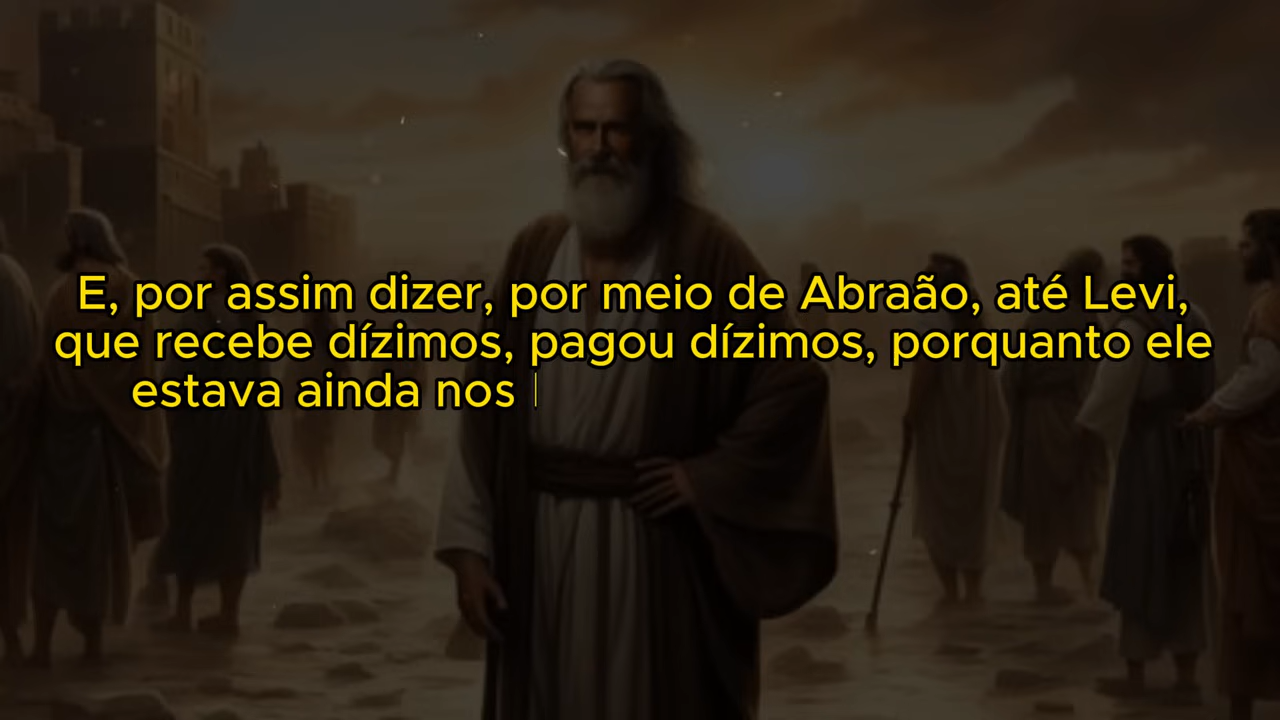 E, por assim dizer, por meio de Abraão, até Levi,
que recebe dízimos, pagou dízimos, porquanto ele
estava ainda nos